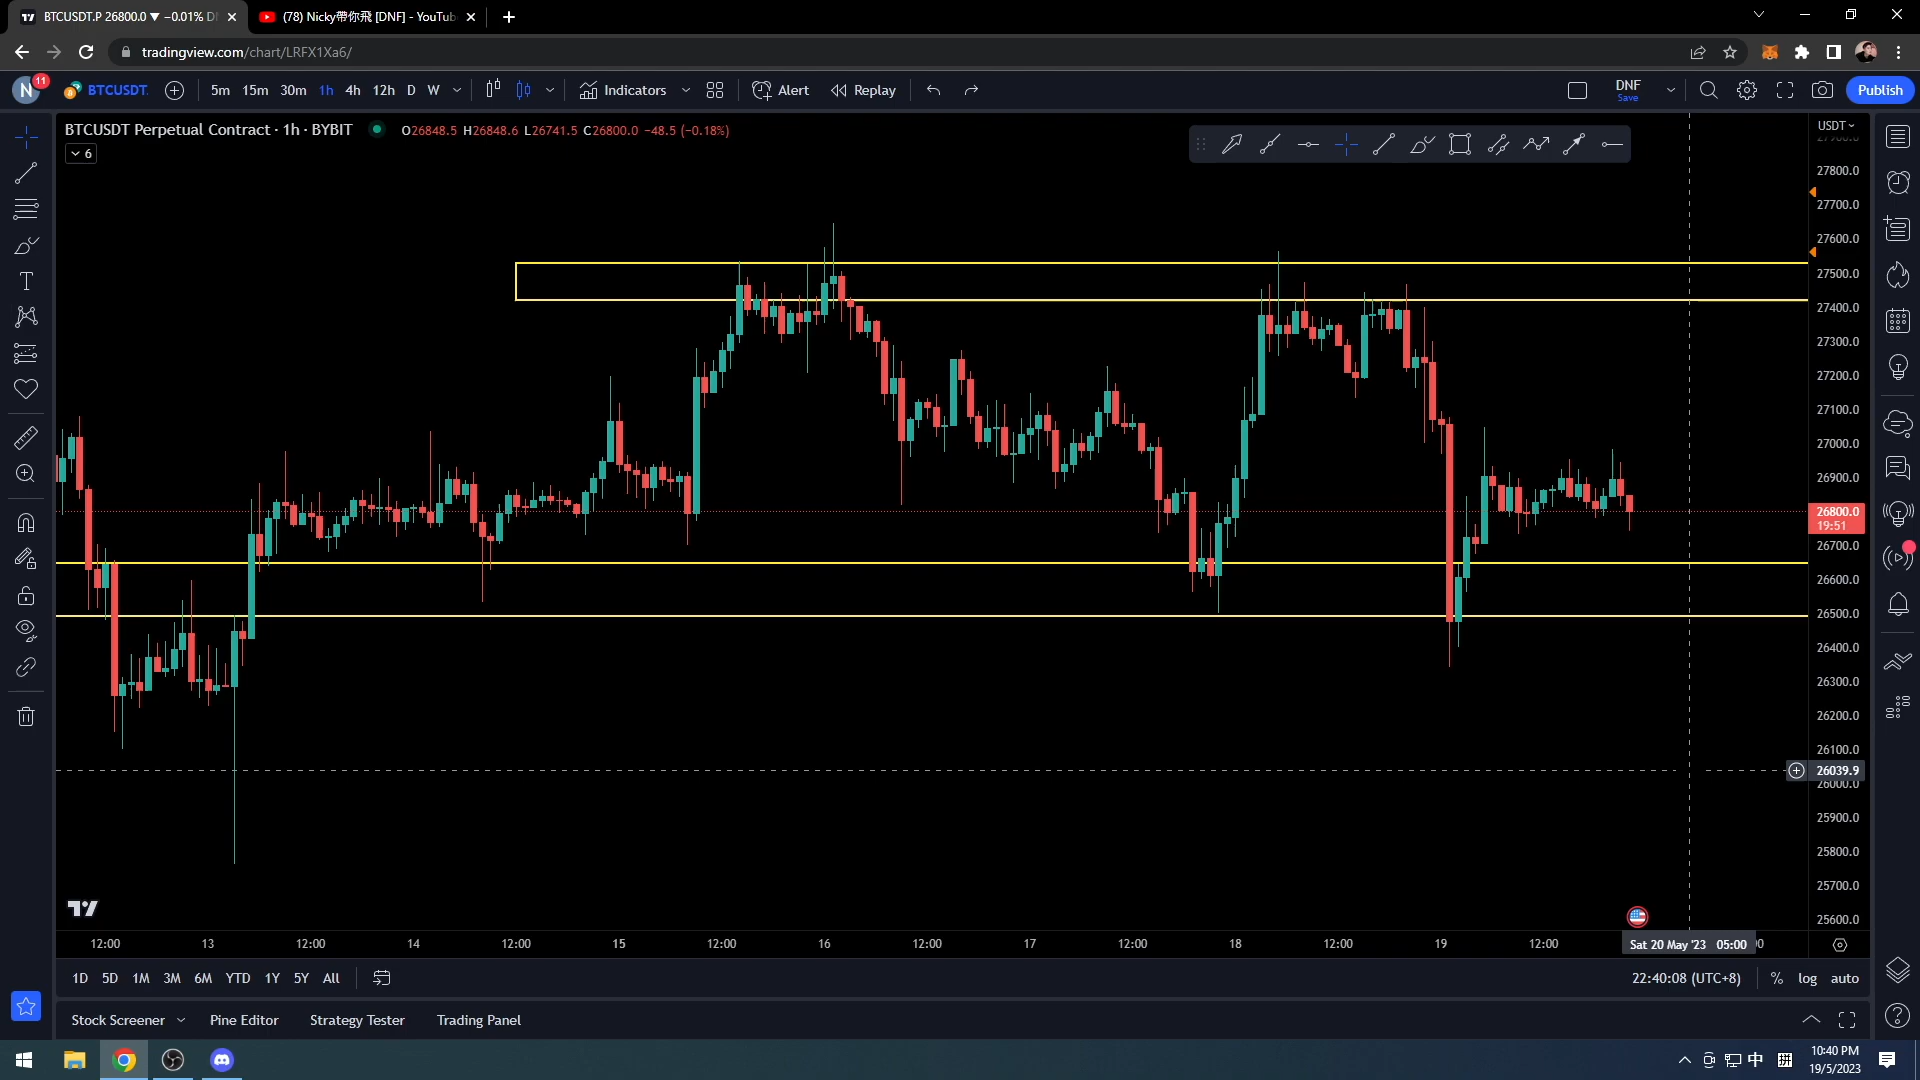 BTCUSDT.P 26800.0 ▼ −0.01% DN
(78) Nicky帶你飛 [DNF] - YouTub
tradingview.com/chart/LRFX1Xa6/
N
11
BTCUSDT.
5m 15m 30m 1h 4h 12h D W
Indicators
Alert
Replay
DNF
Save
Publish
BTCUSDT Perpetual Contract · 1h · BYBIT
O26848.5 H26848.6 L26741.5 C26800.0 −48.5 (−0.18%)
6
USDT
27800.0
27700.0
27600.0
27500.0
27400.0
27300.0
27200.0
27100.0
27000.0
26900.0
26800.0
19:51
26700.0
26600.0
26500.0
26400.0
26300.0
26200.0
26100.0
26039.9
26000.0
25900.0
25800.0
25700.0
25600.0
12:00 13 12:00 14 12:00 15 12:00 16 12:00 17 12:00 18 12:00 19 12:00 Sat 20 May '23 05:00
1D 5D 1M 3M 6M YTD 1Y 5Y All
22:40:08 (UTC+8) % log auto
Stock Screener Pine Editor Strategy Tester Trading Panel
中
拼
10:40 PM
19/5/2023